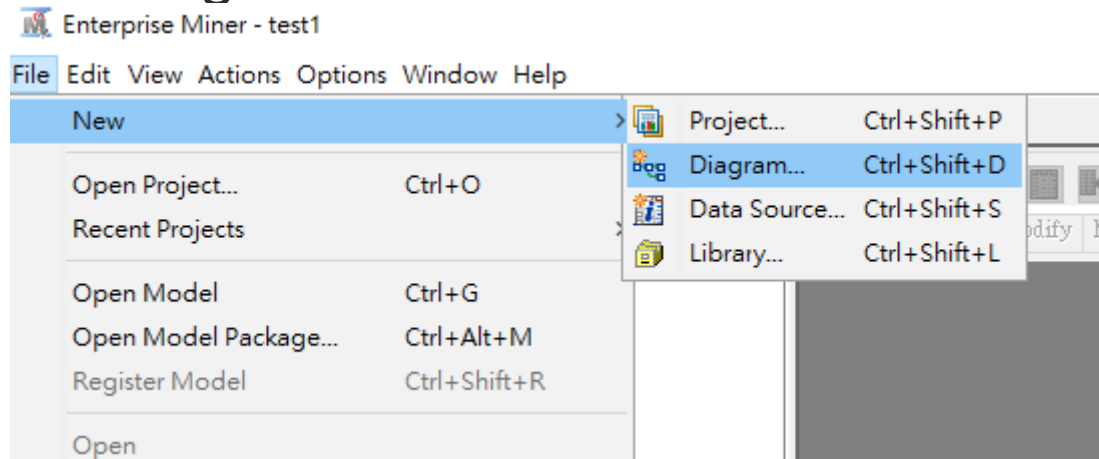 Enterprise Miner - test1
File Edit View Actions Options Window Help
New
Project... Ctrl+Shift+P
Diagram... Ctrl+Shift+D
Data Source... Ctrl+Shift+S
Library... Ctrl+Shift+L
Open Project... Ctrl+O
Recent Projects
Open Model Ctrl+G
Open Model Package... Ctrl+Alt+M
Register Model Ctrl+Shift+R
Open